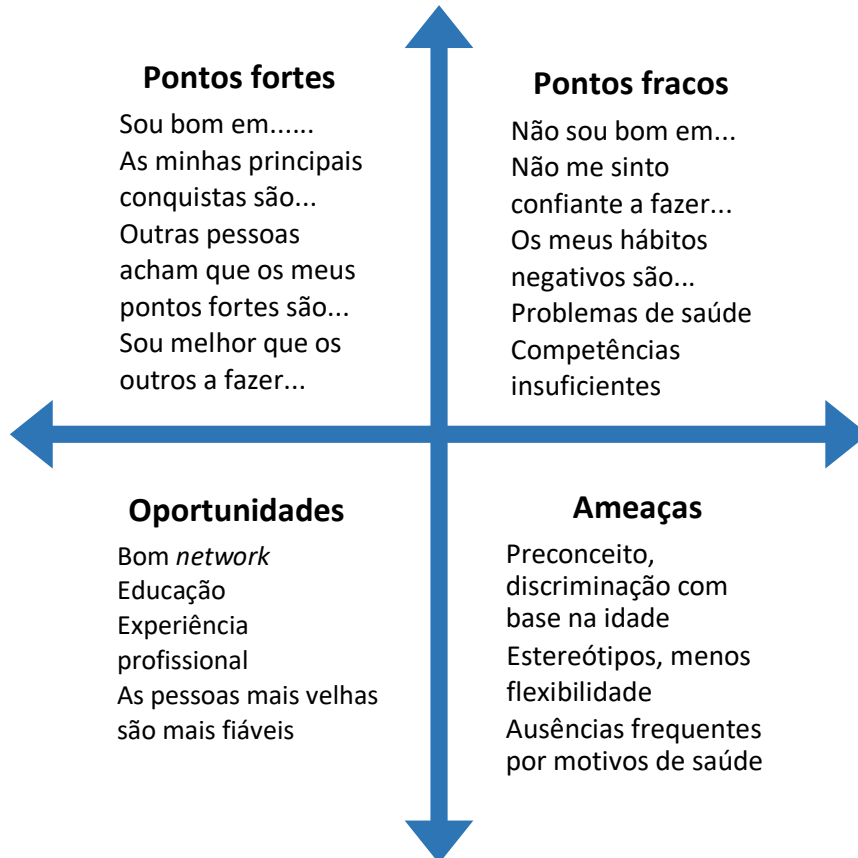 Pontos fortes
Sou bom em......
As minhas principais
conquistas são...
Outras pessoas
acham que os meus
pontos fortes são...
Sou melhor que os
outros a fazer...
Pontos fracos
Não sou bom em...
Não me sinto
confiante a fazer...
Os meus hábitos
negativos são...
Problemas de saúde
Competências
insuficientes
Oportunidades
Bom network
Educação
Experiência
profissional
As pessoas mais velhas
são mais fiáveis
Ameaças
Preconceito,
discriminação com
base na idade
Estereótipos, menos
flexibilidade
Ausências frequentes
por motivos de saúde